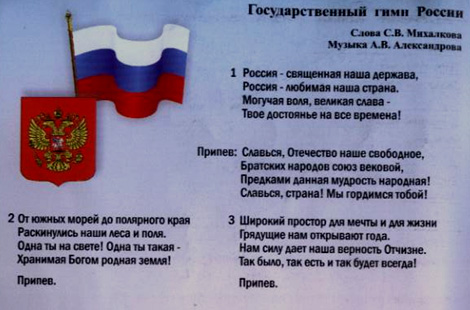 Государственный гимн России
Слова С.В. Михалкова
Музыка А.В. Александрова
1 Россия - священная наша держава,
Россия - любимая наша страна.
Могучая воля, великая слава -
Твое достоянье на все времена!
Припев: Славься, Отечество наше свободное,
Братских народов союз вековой,
Предками данная мудрость народная!
Славься, страна! Мы гордимся тобой!
2 От южных морей до полярного края
Раскинулись наши леса и поля.
Одна ты на свете! Одна ты такая -
Хранимая Богом родная земля!
Припев.
3 Широкий простор для мечты и для жизни
Грядущие нам открывают года.
Нам силу дает наша верность Отчизне.
Так было, так есть и так будет всегда!
Припев.